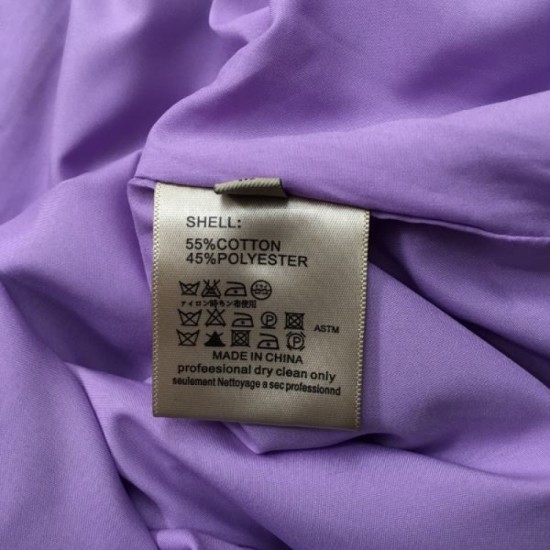 SHELL:
55%COTTON
45%POLYESTER
ASTM
MADE IN CHINA
profeesional dry clean only
seulement Nettoyage a sec professionnd